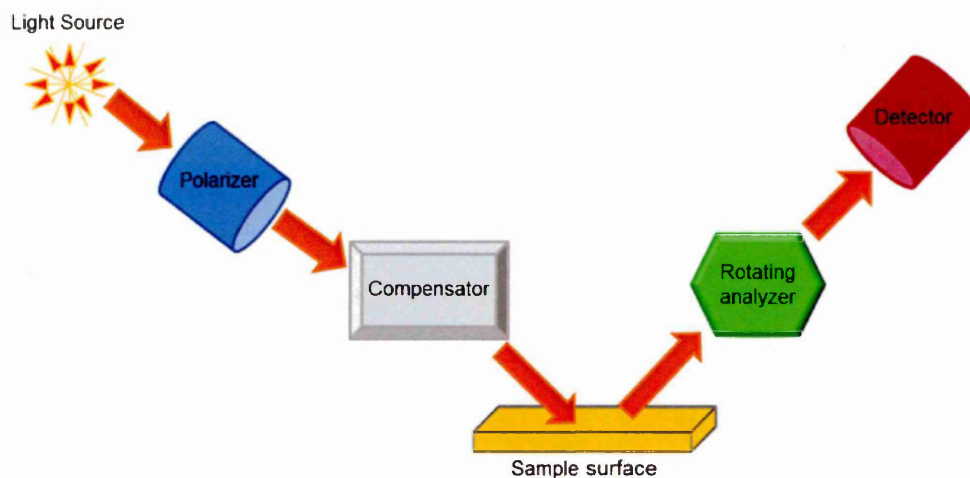 Light Source
Polarizer
Compensator
Sample surface
Rotating
analyzer
Detector